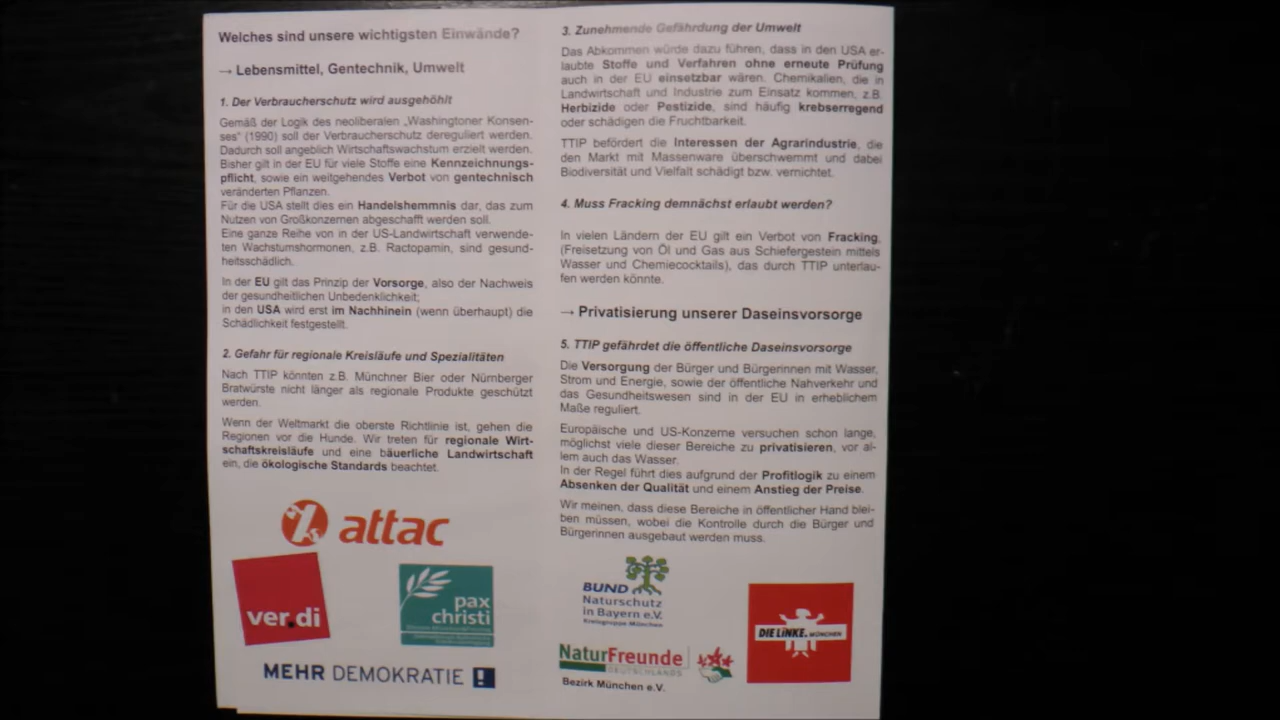 Welches sind unsere wichtigsten Einwände?
→ Lebensmittel, Gentechnik, Umwelt
1. Der Verbraucherschutz wird ausgehöhlt
Gemäß der Logik des neoliberalen „Washingtoner Konsen-
ses" (1990) soll der Verbraucherschutz dereguliert werden.
Dadurch soll angeblich Wirtschaftswachstum erzielt werden.
Bisher gilt in der EU für viele Stoffe eine Kennzeichnungs-
pflicht, sowie ein weitgehendes Verbot von gentechnisch
veränderten Pflanzen.
Für die USA stellt dies ein Handelshemmnis dar, das zum
Nutzen von Großkonzernen abgeschafft werden soll.
Eine ganze Reihe von in der US-Landwirtschaft verwende-
ten Wachstumshormonen, z.B. Ractopamin, sind gesund-
heitsschädlich.
In der EU gilt das Prinzip der Vorsorge, also der Nachweis
der gesundheitlichen Unbedenklichkeit;
in den USA wird erst im Nachhinein (wenn überhaupt) die
Schädlichkeit festgestellt.
2. Gefahr für regionale Kreisläufe und Spezialitäten
Nach TTIP könnten z.B. Münchner Bier oder Nürnberger
Bratwürste nicht länger als regionale Produkte geschützt
werden.
Wenn der Weltmarkt die oberste Richtlinie ist, gehen die
Regionen vor die Hunde. Wir treten für regionale Wirt-
schaftskreisläufe und eine bäuerliche Landwirtschaft
ein, die ökologische Standards beachtet.
attac
ver.di
pax
christi
MEHR DEMOKRATIE !
3. Zunehmende Gefährdung der Umwelt
Das Abkommen würde dazu führen, dass in den USA er-
laubte Stoffe und Verfahren ohne erneute Prüfung
auch in der EU einsetzbar wären. Chemikalien, die in
Landwirtschaft und Industrie zum Einsatz kommen, z.B.
Herbizide oder Pestizide, sind häufig krebserregend
oder schädigen die Fruchtbarkeit.
TTIP befördert die Interessen der Agrarindustrie, die
den Markt mit Massenware überschwemmt und dabei
Biodiversität und Vielfalt schädigt bzw. vernichtet.
4. Muss Fracking demnächst erlaubt werden?
In vielen Ländern der EU gilt ein Verbot von Fracking,
(Freisetzung von Öl und Gas aus Schiefergestein mittels
Wasser und Chemiecocktails), das durch TTIP unterlau-
fen werden könnte.
→ Privatisierung unserer Daseinsvorsorge
5. TTIP gefährdet die öffentliche Daseinsvorsorge
Die Versorgung der Bürger und Bürgerinnen mit Wasser,
Strom und Energie, sowie der öffentliche Nahverkehr und
das Gesundheitswesen sind in der EU in erheblichem
Maße reguliert.
Europäische und US-Konzerne versuchen schon lange,
möglichst viele dieser Bereiche zu privatisieren, vor al-
lem auch das Wasser.
In der Regel führt dies aufgrund der Profitlogik zu einem
Absenken der Qualität und einem Anstieg der Preise.
Wir meinen, dass diese Bereiche in öffentlicher Hand blei-
ben müssen, wobei die Kontrolle durch die Bürger und
Bürgerinnen ausgebaut werden muss.
BUND
Naturschutz
in Bayern e.V.
Kreisgruppe München
DIE LINKE. MÜNCHEN
NaturFreunde
DEUTSCHLANDS
Bezirk München e.V.